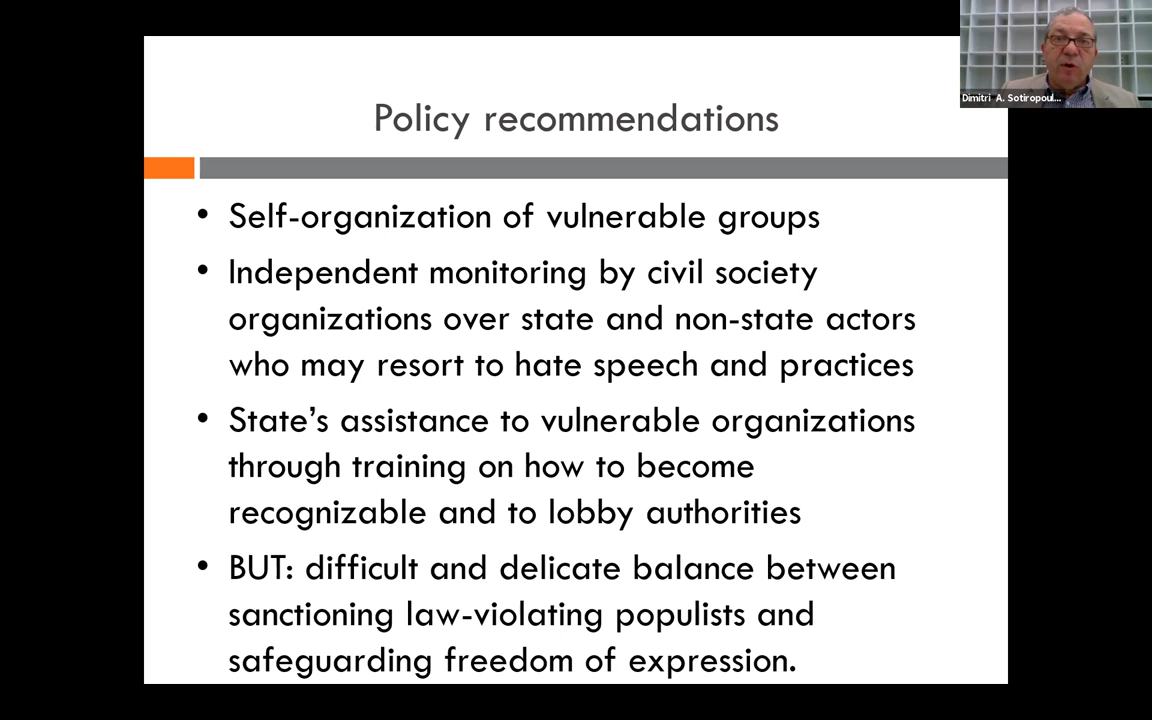 Policy recommendations
• Self-organization of vulnerable groups
• Independent monitoring by civil society
organizations over state and non-state actors
who may resort to hate speech and practices
• State’s assistance to vulnerable organizations
through training on how to become
recognizable and to lobby authorities
• BUT: difficult and delicate balance between
sanctioning law-violating populists and
safeguarding freedom of expression.
Dimitri A. Sotiropoul...